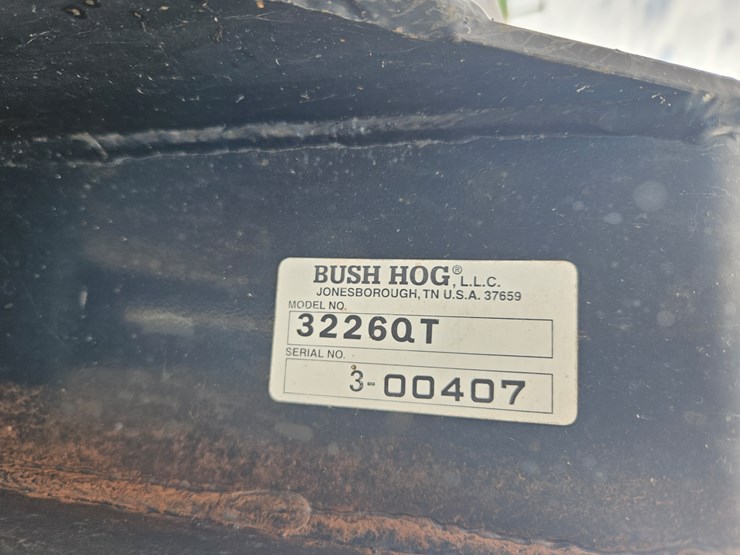 BUSH HOG®, L.L.C.
JONESBOROUGH, TN U.S.A. 37659
MODEL NO.
3226QT
SERIAL NO.
3-00407